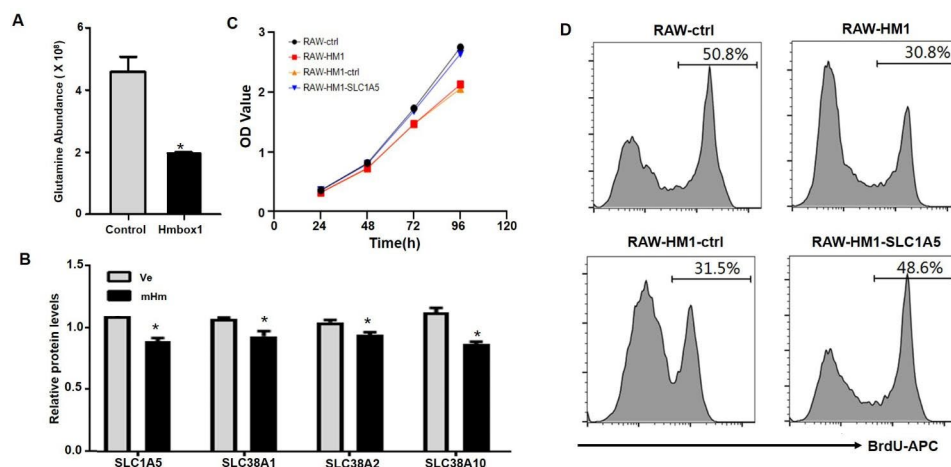 A
Glutamine Abundance ( X 10⁶)
6
4
2
0
*
Control
Hmbox1
B
Relative protein levels
1.5
1.0
0.5
0.0
Ve
mHm
*
*
*
*
SLC1A5
SLC38A1
SLC38A2
SLC38A10
C
RAW-ctrl
RAW-HM1
RAW-HM1-ctrl
RAW-HM1-SLC1A5
OD Value
3
2
1
0
0
24
48
72
96
120
Time(h)
D
RAW-ctrl
50.8%
RAW-HM1
30.8%
RAW-HM1-ctrl
31.5%
RAW-HM1-SLC1A5
48.6%
BrdU-APC